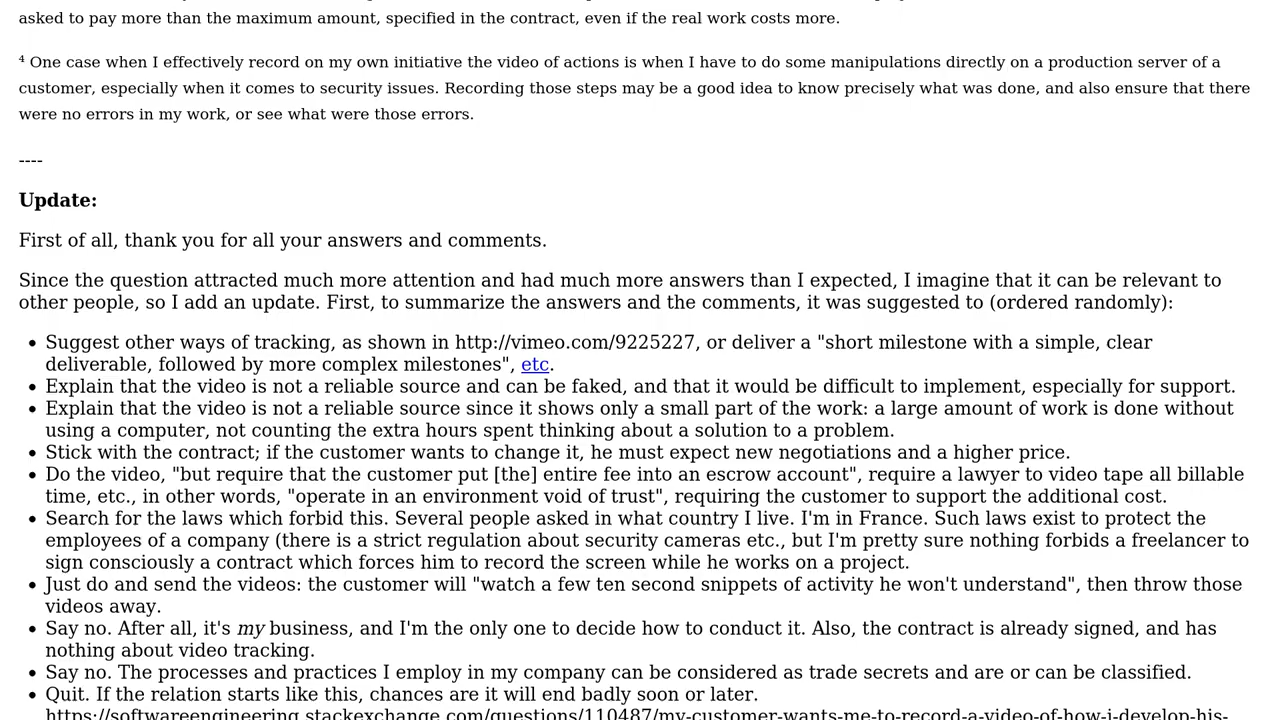 asked to pay more than the maximum amount, specified in the contract, even if the real work costs more.
⁴ One case when I effectively record on my own initiative the video of actions is when I have to do some manipulations directly on a production server of a
customer, especially when it comes to security issues. Recording those steps may be a good idea to know precisely what was done, and also ensure that there
were no errors in my work, or see what were those errors.
----
Update:
First of all, thank you for all your answers and comments.
Since the question attracted much more attention and had much more answers than I expected, I imagine that it can be relevant to
other people, so I add an update. First, to summarize the answers and the comments, it was suggested to (ordered randomly):
• Suggest other ways of tracking, as shown in http://vimeo.com/9225227, or deliver a "short milestone with a simple, clear
deliverable, followed by more complex milestones", etc.
• Explain that the video is not a reliable source and can be faked, and that it would be difficult to implement, especially for support.
• Explain that the video is not a reliable source since it shows only a small part of the work: a large amount of work is done without
using a computer, not counting the extra hours spent thinking about a solution to a problem.
• Stick with the contract; if the customer wants to change it, he must expect new negotiations and a higher price.
• Do the video, "but require that the customer put [the] entire fee into an escrow account", require a lawyer to video tape all billable
time, etc., in other words, "operate in an environment void of trust", requiring the customer to support the additional cost.
• Search for the laws which forbid this. Several people asked in what country I live. I'm in France. Such laws exist to protect the
employees of a company (there is a strict regulation about security cameras etc., but I'm pretty sure nothing forbids a freelancer to
sign consciously a contract which forces him to record the screen while he works on a project.
• Just do and send the videos: the customer will "watch a few ten second snippets of activity he won't understand", then throw those
videos away.
• Say no. After all, it's my business, and I'm the only one to decide how to conduct it. Also, the contract is already signed, and has
nothing about video tracking.
• Say no. The processes and practices I employ in my company can be considered as trade secrets and are or can be classified.
• Quit. If the relation starts like this, chances are it will end badly soon or later.
https://softwareengineering.stackexchange.com/questions/110487/my-customer-wants-me-to-record-a-video-of-how-i-develop-his-